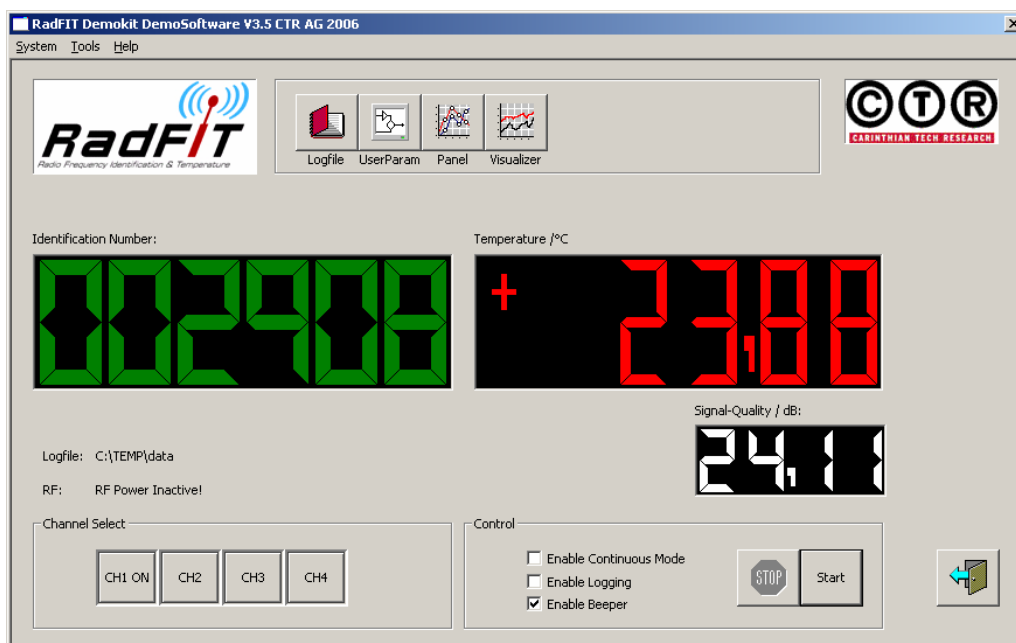 RadFIT Demokit DemoSoftware V3.5 CTR AG 2006
System Tools Help
RadFIT
Radio Frequency Identification & Temperature
Logfile UserParam Panel Visualizer
CTR
CARINTHIAN TECH RESEARCH
Identification Number:
002908
Temperature /°C
+ 23,88
Signal-Quality / dB:
24,11
Logfile: C:\TEMP\data
RF: RF Power Inactive!
Channel Select
CH1 ON CH2 CH3 CH4
Control
Enable Continuous Mode
Enable Logging
Enable Beeper
STOP Start